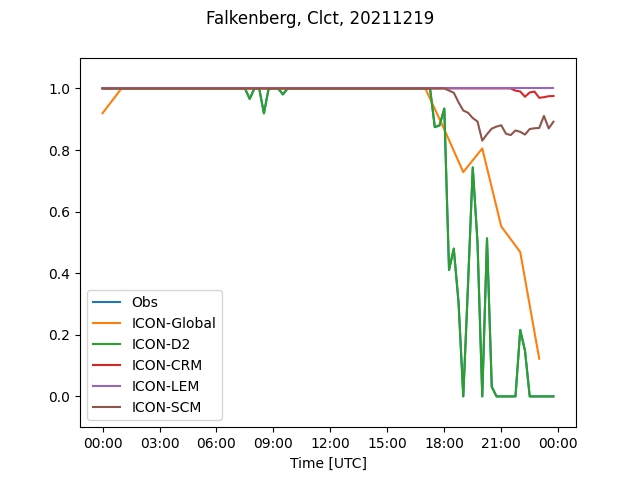 Falkenberg, Clct, 20211219
1.0
0.8
0.6
0.4
0.2
0.0
Obs
ICON-Global
ICON-D2
ICON-CRM
ICON-LEM
ICON-SCM
00:00 03:00 06:00 09:00 12:00 15:00 18:00 21:00 00:00
Time [UTC]